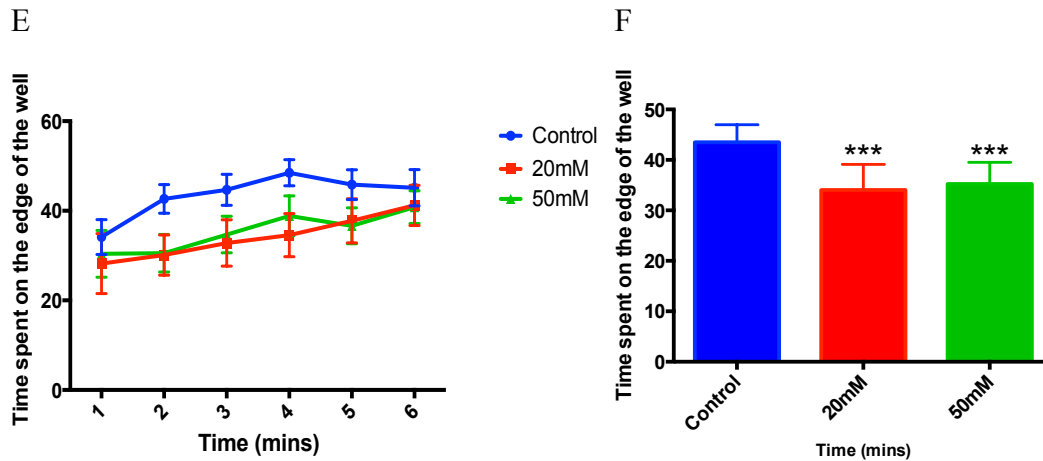 E
Time spent on the edge of the well
60
40
20
0
1 2 3 4 5 6
Time (mins)
Control
20mM
50mM
F
Time spent on the edge of the well
50
40
30
20
10
0
*** ***
Control 20mM 50mM
Time (mins)